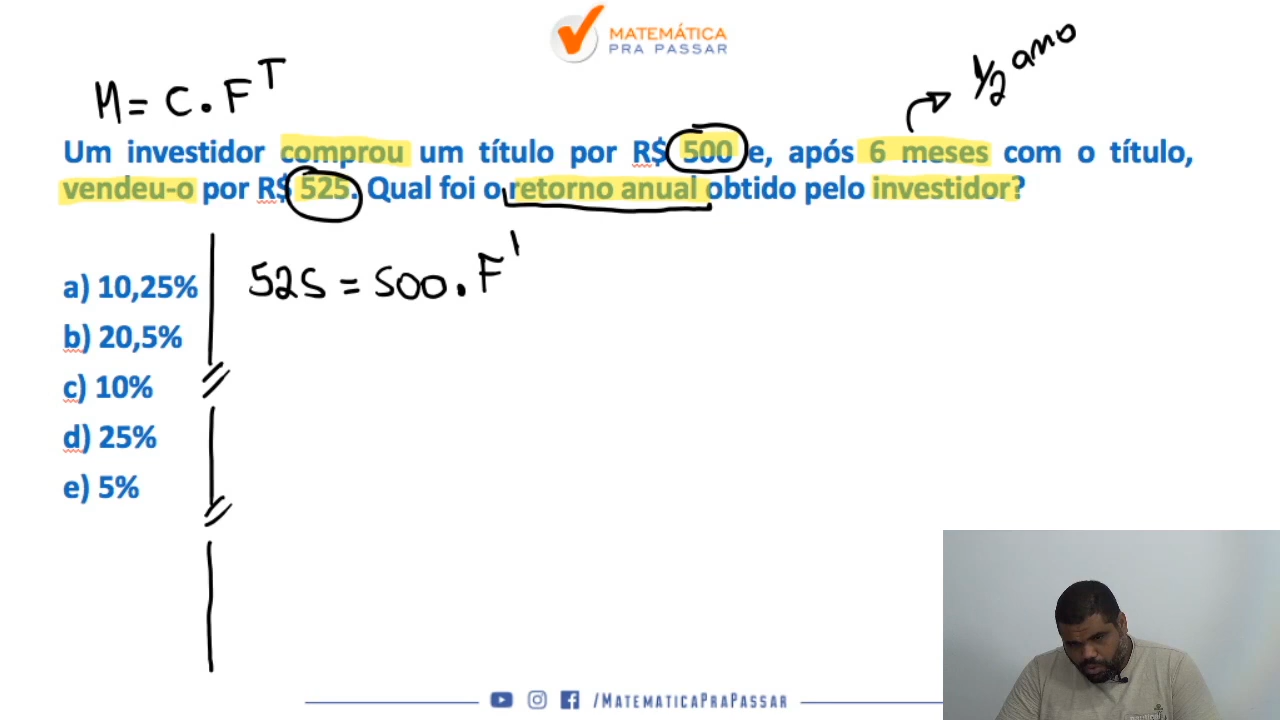 MATEMÁTICA
PRA PASSAR
M = C . F^T
1/2 ano
Um investidor comprou um título por R$ 500 e, após 6 meses com o título,
vendeu-o por R$ 525. Qual foi o retorno anual obtido pelo investidor?
a) 10,25%
b) 20,5%
c) 10%
d) 25%
e) 5%
525 = 500 . F
/MATEMATICAPRAPASSAR